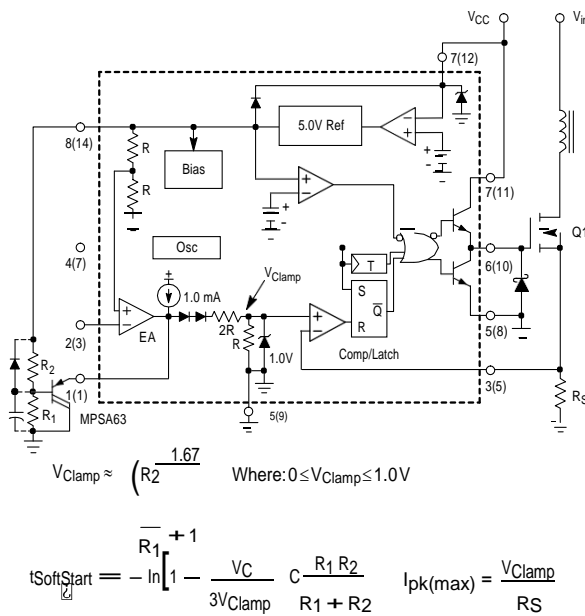 VCC
Vin
7(12)
5.0V Ref
8(14)
R
Bias
R
7(11)
Q1
Osc
4(7)
T
6(10)
VClamp
1.0 mA
S
Q
R
2R
EA
R
1.0V
Comp/Latch
5(8)
2(3)
R2
3(5)
1(1)
R1
MPSA63
5(9)
RS
VClamp ≈ (R2 1.67 Where: 0 ≤ VClamp ≤ 1.0 V
R1 + 1
tSoftStart = − ln[1 − VC / 3VClamp C R1 R2 / R1 + R2 Ipk(max) = VClamp / RS